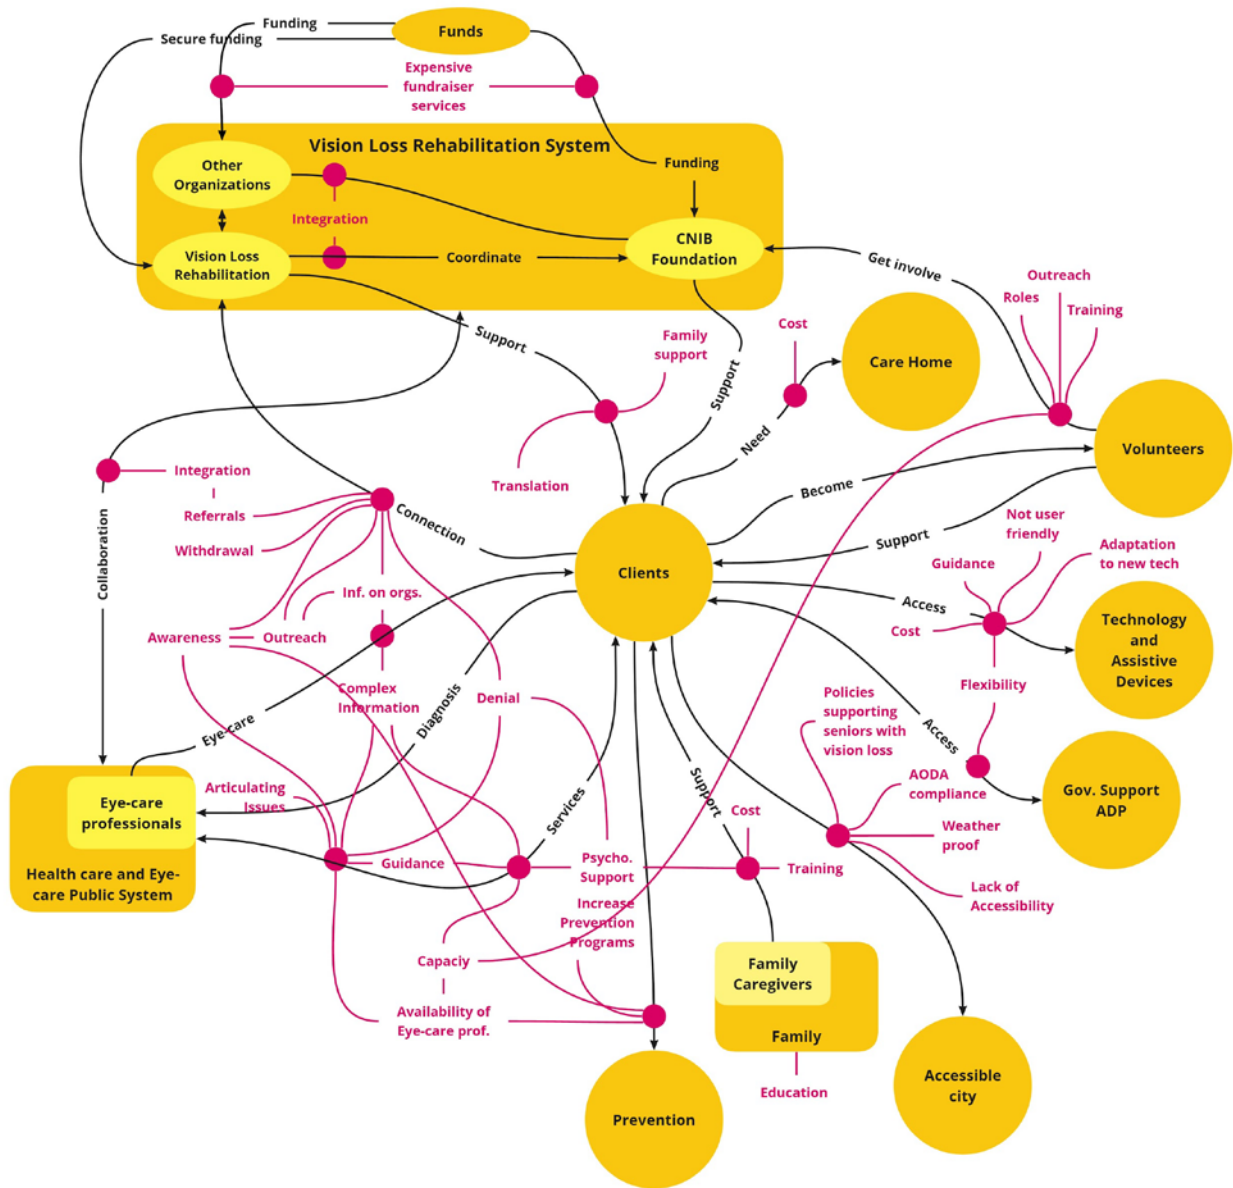 Funding
Funds
Secure funding
Expensive
fundraiser
services
Vision Loss Rehabilitation System
Other
Organizations
Funding
Integration
Vision Loss
Rehabilitation
Coordinate
CNIB
Foundation
Get involve
Outreach
Roles
Training
Support
Family
support
Cost
Support
Care Home
Need
Volunteers
Integration
Translation
Become
Referrals
Connection
Not user
friendly
Withdrawal
Support
Adaptation
to new tech
Collaboration
Clients
Guidance
Inf. on orgs.
Access
Awareness
Outreach
Cost
Technology
and
Assistive
Devices
Complex
Information
Denial
Flexibility
Policies
supporting
seniors with
vision loss
Diagnosis
Eye-care
Access
Articulating
Issues
Support
AODA
compliance
Gov. Support
ADP
Eye-care
professionals
Services
Cost
Weather
proof
Guidance
Psycho.
Support
Training
Health care and Eye-
care Public System
Lack of
Accessibility
Increase
Prevention
Programs
Capaciy
Family
Caregivers
Availability of
Eye-care prof.
Family
Education
Accessible
city
Prevention